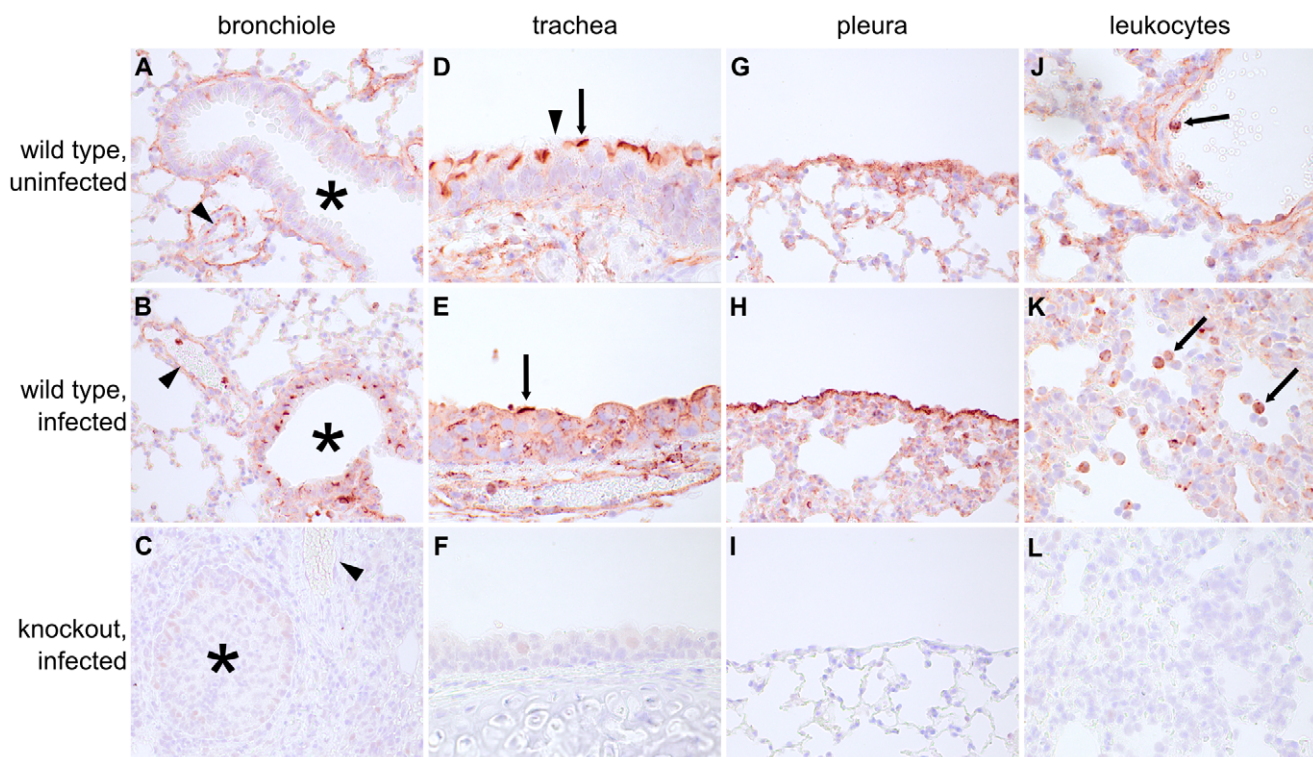 bronchiole trachea pleura leukocytes
A D G J
wild type,
uninfected
*
B E H K
wild type,
infected
*
C F I L
knockout,
infected
*